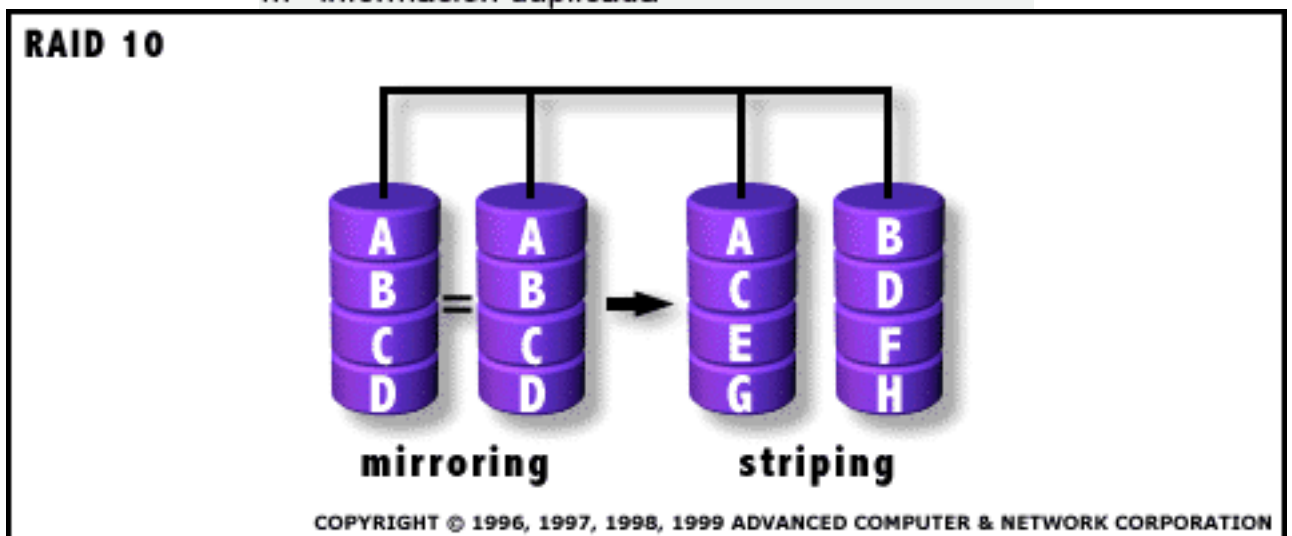 RAID 10
A A A B
B = B C D
C C E F
D D G H
mirroring striping
COPYRIGHT © 1996, 1997, 1998, 1999 ADVANCED COMPUTER & NETWORK CORPORATION